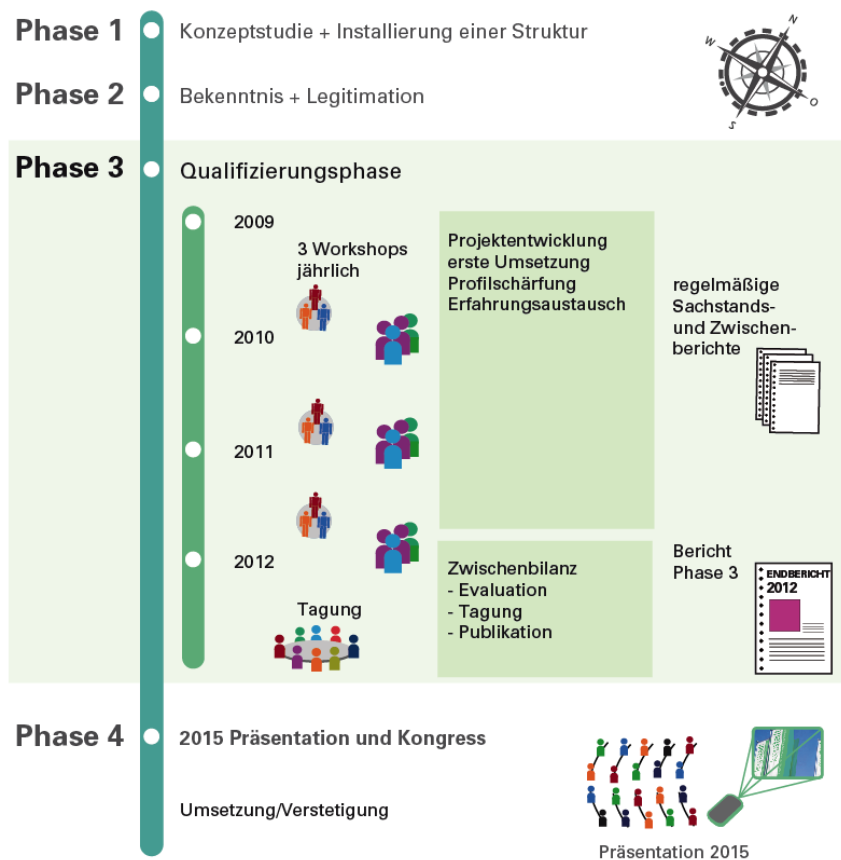 Phase 1
Konzeptstudie + Installierung einer Struktur
N
W
O
S
Phase 2
Bekenntnis + Legitimation
Phase 3
Qualifizierungsphase
2009
3 Workshops
jährlich
Projektentwicklung
erste Umsetzung
Profilschärfung
Erfahrungsaustausch
regelmäßige
Sachstands-
und Zwischen-
berichte
2010
2011
2012
Tagung
Zwischenbilanz
- Evaluation
- Tagung
- Publikation
Bericht
Phase 3
ENDBERICHT
2012
Phase 4
2015 Präsentation und Kongress
Umsetzung/Verstetigung
Präsentation 2015